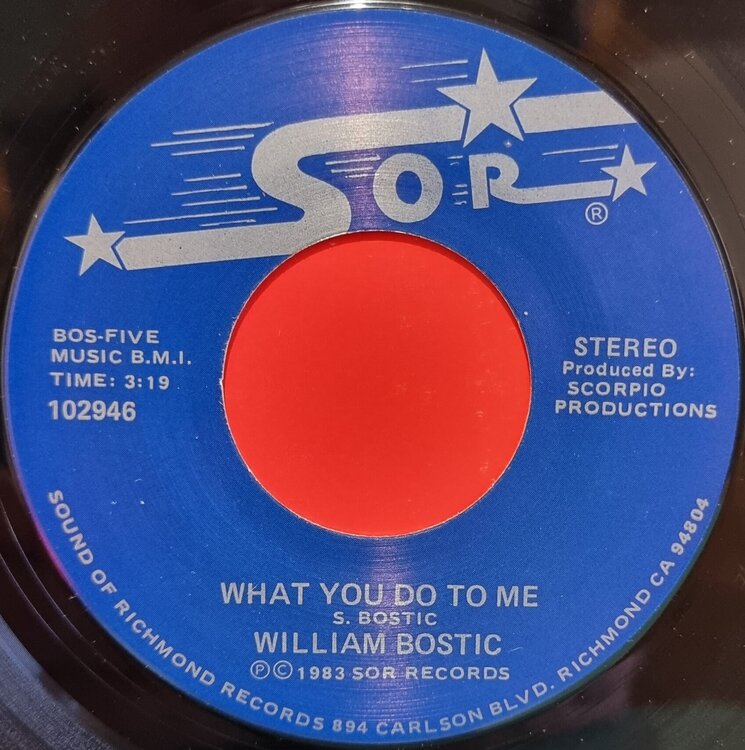 SOR
®
BOS-FIVE
MUSIC B.M.I.
TIME: 3:19
102946
STEREO
Produced By:
SCORPIO
PRODUCTIONS
WHAT YOU DO TO ME
S. BOSTIC
WILLIAM BOSTIC
℗©1983 SOR RECORDS
SOUND OF RICHMOND RECORDS 894 CARLSON BLVD. RICHMOND CA 94804